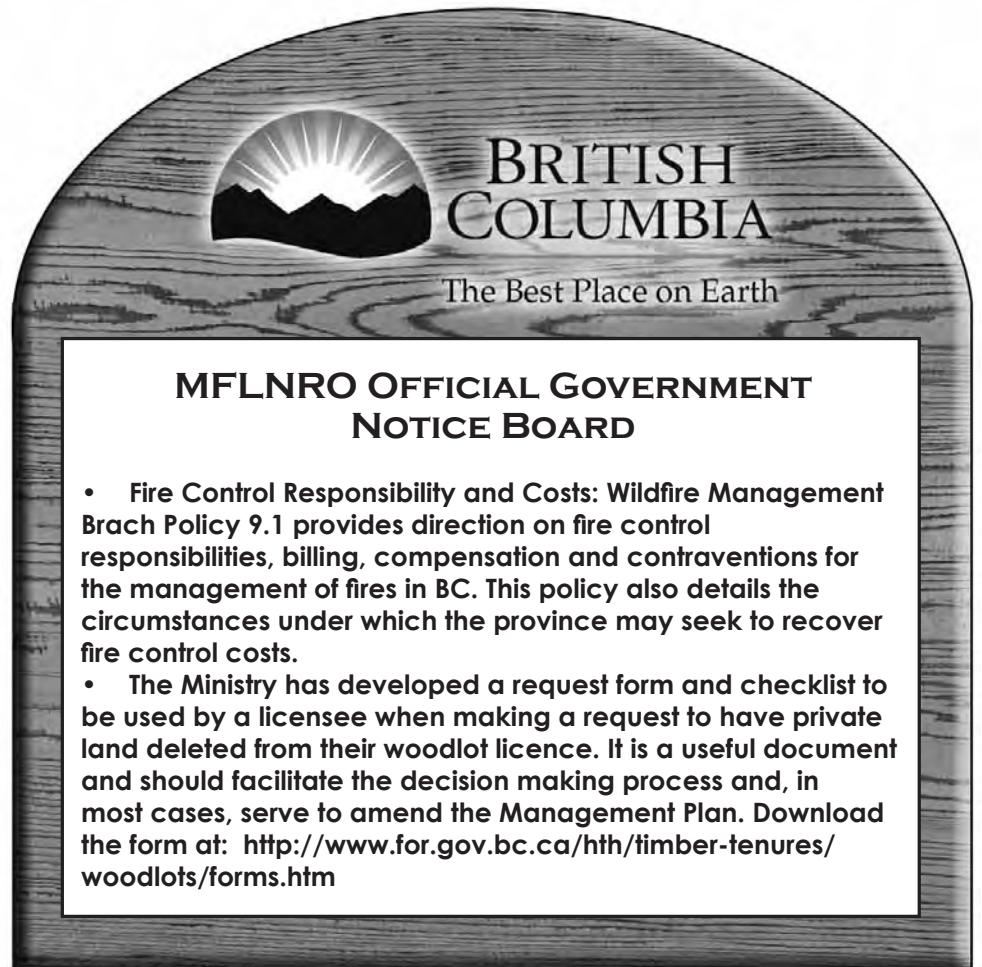 BRITISH
COLUMBIA
The Best Place on Earth
MFLNRO OFFICIAL GOVERNMENT
NOTICE BOARD
• Fire Control Responsibility and Costs: Wildfire Management
Brach Policy 9.1 provides direction on fire control
responsibilities, billing, compensation and contraventions for
the management of fires in BC. This policy also details the
circumstances under which the province may seek to recover
fire control costs.
• The Ministry has developed a request form and checklist to
be used by a licensee when making a request to have private
land deleted from their woodlot licence. It is a useful document
and should facilitate the decision making process and, in
most cases, serve to amend the Management Plan. Download
the form at: http://www.for.gov.bc.ca/hth/timber-tenures/
woodlots/forms.htm